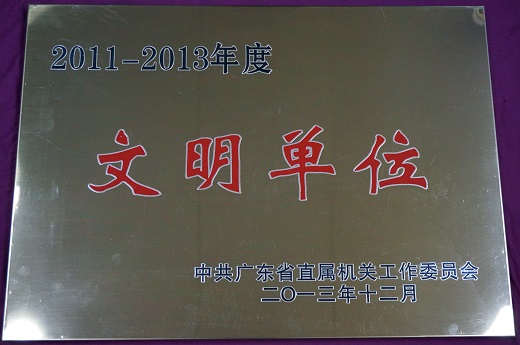 2011-2013年度
文明单位
中共广东省直属机关工作委员会
二〇一三年十二月